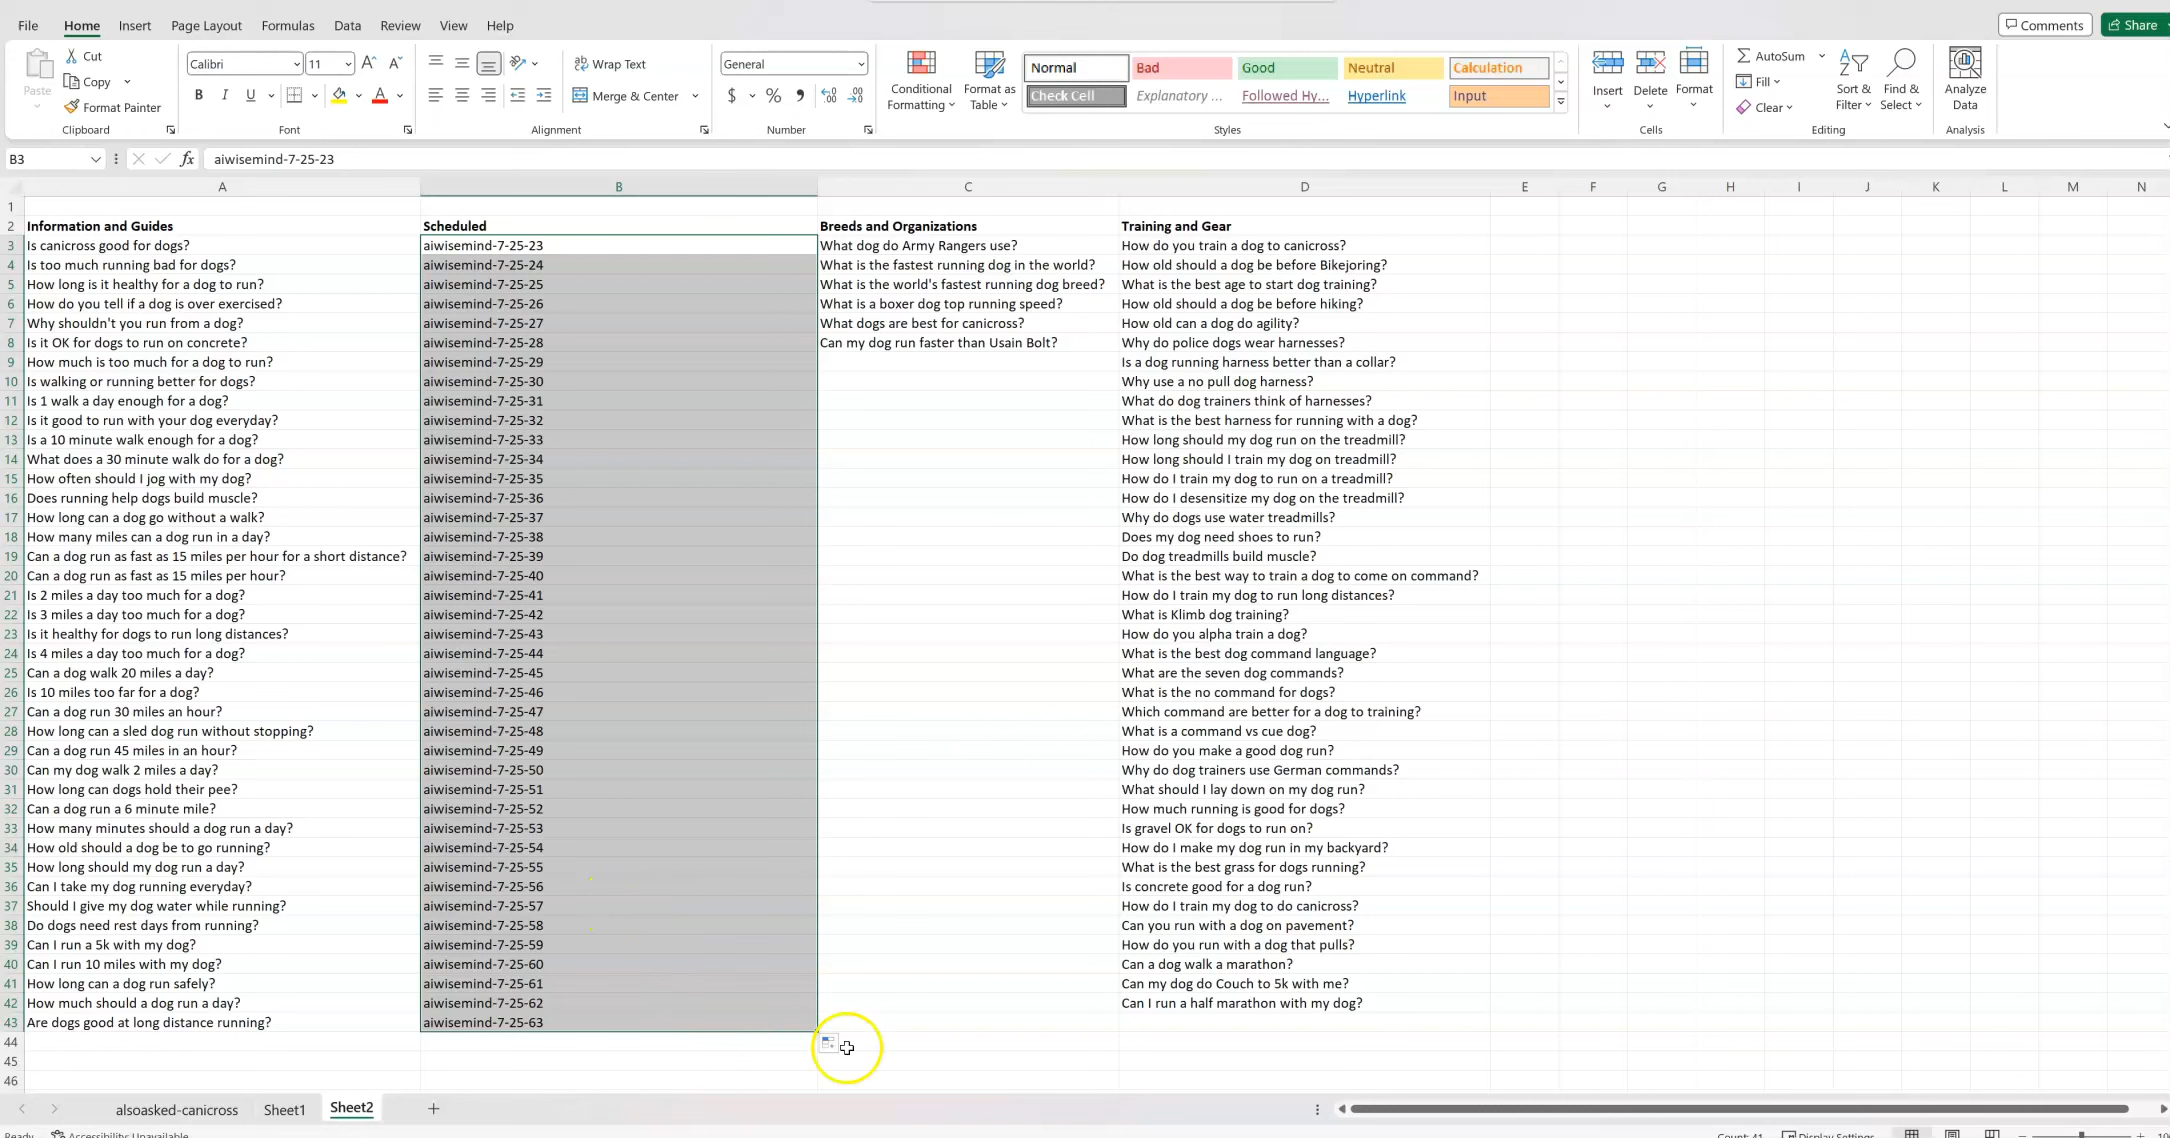 File Home Insert Page Layout Formulas Data Review View Help Comments Share
Paste Cut Copy Format Painter Clipboard
Calibri 11 A^ A˅ B I U A Font
ab Wrap Text Merge & Center Alignment
General $ % , Number
Conditional Formatting Format as Table
Normal Bad Good Neutral Calculation
Check Cell Explanatory ... Followed Hy... Hyperlink Input
Styles
Insert Delete Format Cells
AutoSum Fill Clear Sort & Filter Find & Select Editing
Analyze Data Analysis
B3 fx aiwisemind-7-25-23
A B C D E F G H I J K L M N
1
2 Information and Guides Scheduled Breeds and Organizations Training and Gear
3 Is canicross good for dogs? aiwisemind-7-25-23 What dog do Army Rangers use? How do you train a dog to canicross?
4 Is too much running bad for dogs? aiwisemind-7-25-24 What is the fastest running dog in the world? How old should a dog be before Bikejoring?
5 How long is it healthy for a dog to run? aiwisemind-7-25-25 What is the world's fastest running dog breed? What is the best age to start dog training?
6 How do you tell if a dog is over exercised? aiwisemind-7-25-26 What is a boxer dog top running speed? How old should a dog be before hiking?
7 Why shouldn't you run from a dog? aiwisemind-7-25-27 What dogs are best for canicross? How old can a dog do agility?
8 Is it OK for dogs to run on concrete? aiwisemind-7-25-28 Can my dog run faster than Usain Bolt? Why do police dogs wear harnesses?
9 How much is too much for a dog to run? aiwisemind-7-25-29 Is a dog running harness better than a collar?
10 Is walking or running better for dogs? aiwisemind-7-25-30 Why use a no pull dog harness?
11 Is 1 walk a day enough for a dog? aiwisemind-7-25-31 What do dog trainers think of harnesses?
12 Is it good to run with your dog everyday? aiwisemind-7-25-32 What is the best harness for running with a dog?
13 Is a 10 minute walk enough for a dog? aiwisemind-7-25-33 How long should my dog run on the treadmill?
14 What does a 30 minute walk do for a dog? aiwisemind-7-25-34 How long should I train my dog on treadmill?
15 How often should I jog with my dog? aiwisemind-7-25-35 How do I train my dog to run on a treadmill?
16 Does running help dogs build muscle? aiwisemind-7-25-36 How do I desensitize my dog on the treadmill?
17 How long can a dog go without a walk? aiwisemind-7-25-37 Why do dogs use water treadmills?
18 How many miles can a dog run in a day? aiwisemind-7-25-38 Does my dog need shoes to run?
19 Can a dog run as fast as 15 miles per hour for a short distance? aiwisemind-7-25-39 Do dog treadmills build muscle?
20 Can a dog run as fast as 15 miles per hour? aiwisemind-7-25-40 What is the best way to train a dog to come on command?
21 Is 2 miles a day too much for a dog? aiwisemind-7-25-41 How do I train my dog to run long distances?
22 Is 3 miles a day too much for a dog? aiwisemind-7-25-42 What is Klimb dog training?
23 Is it healthy for dogs to run long distances? aiwisemind-7-25-43 How do you alpha train a dog?
24 Is 4 miles a day too much for a dog? aiwisemind-7-25-44 What is the best dog command language?
25 Can a dog walk 20 miles a day? aiwisemind-7-25-45 What are the seven dog commands?
26 Is 10 miles too far for a dog? aiwisemind-7-25-46 What is the no command for dogs?
27 Can a dog run 30 miles an hour? aiwisemind-7-25-47 Which command are better for a dog to training?
28 How long can a sled dog run without stopping? aiwisemind-7-25-48 What is a command vs cue dog?
29 Can a dog run 45 miles in an hour? aiwisemind-7-25-49 How do you make a good dog run?
30 Can my dog walk 2 miles a day? aiwisemind-7-25-50 Why do dog trainers use German commands?
31 How long can dogs hold their pee? aiwisemind-7-25-51 What should I lay down on my dog run?
32 Can a dog run a 6 minute mile? aiwisemind-7-25-52 How much running is good for dogs?
33 How many minutes should a dog run a day? aiwisemind-7-25-53 Is gravel OK for dogs to run on?
34 How old should a dog be to go running? aiwisemind-7-25-54 How do I make my dog run in my backyard?
35 How long should my dog run a day? aiwisemind-7-25-55 What is the best grass for dogs running?
36 Can I take my dog running everyday? aiwisemind-7-25-56 Is concrete good for a dog run?
37 Should I give my dog water while running? aiwisemind-7-25-57 How do I train my dog to do canicross?
38 Do dogs need rest days from running? aiwisemind-7-25-58 Can you run with a dog on pavement?
39 Can I run a 5k with my dog? aiwisemind-7-25-59 How do you run with a dog that pulls?
40 Can I run 10 miles with my dog? aiwisemind-7-25-60 Can a dog walk a marathon?
41 How long can a dog run safely? aiwisemind-7-25-61 Can my dog do Couch to 5k with me?
42 How much should a dog run a day? aiwisemind-7-25-62 Can I run a half marathon with my dog?
43 Are dogs good at long distance running? aiwisemind-7-25-63
44
45
46
alsoasked-canicross Sheet1 Sheet2
Ready Accessibility: Unavailable Count: 41 Display Settings